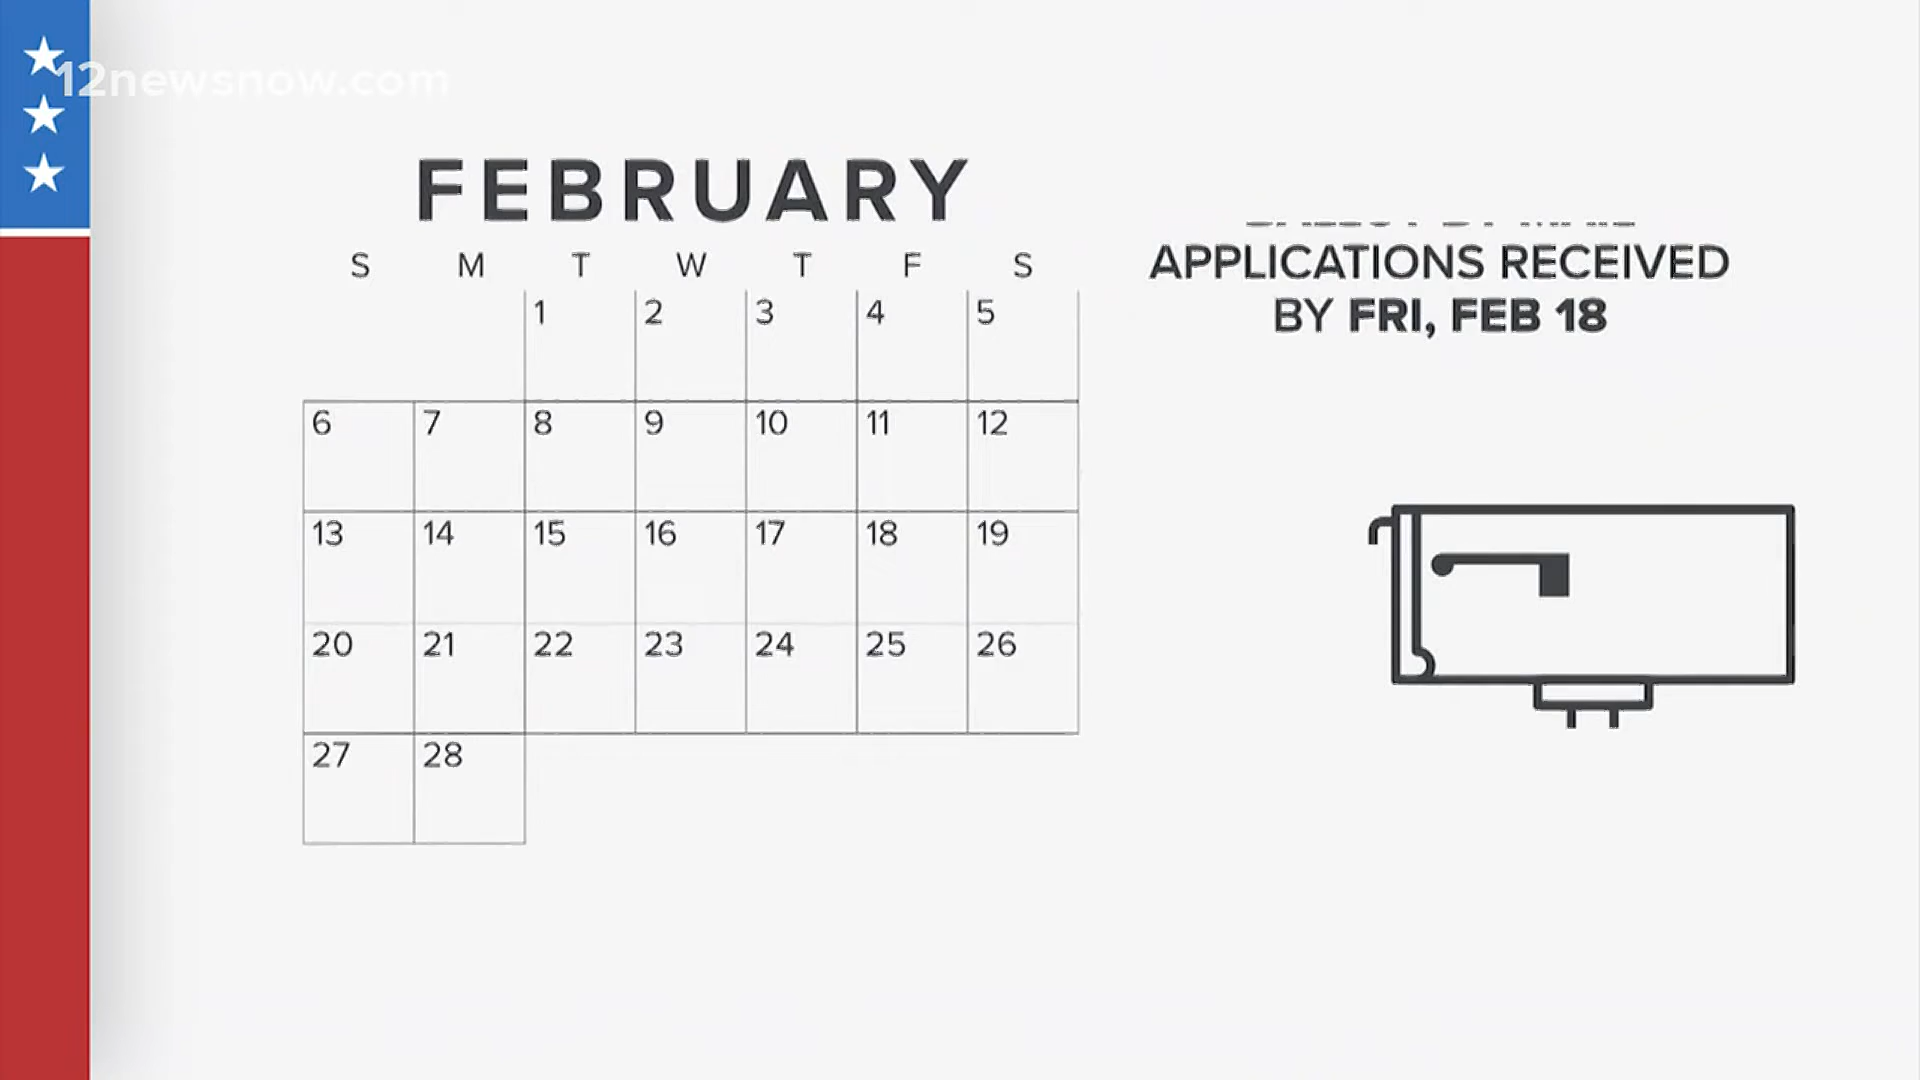 12newsnow.com
FEBRUARY
S M T W T F S
1 2 3 4 5
6 7 8 9 10 11 12
13 14 15 16 17 18 19
20 21 22 23 24 25 26
27 28
APPLICATIONS RECEIVED
BY FRI, FEB 18